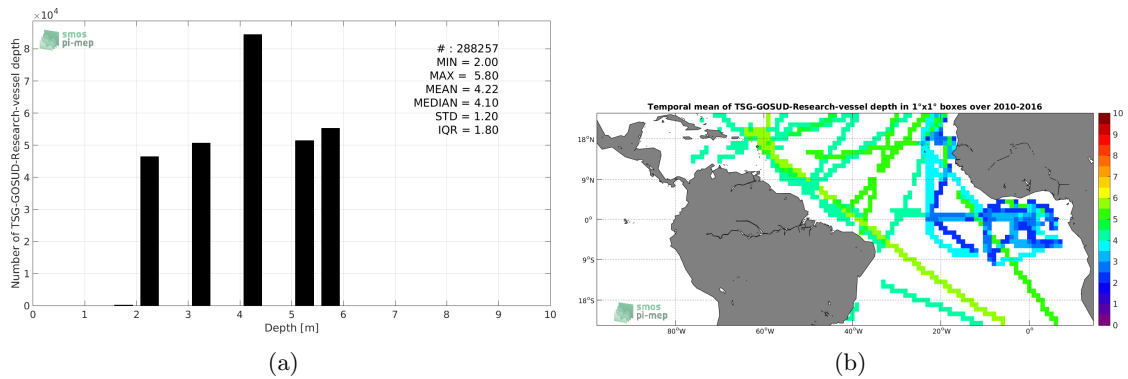 ×10⁴
smos
pi-mep
# : 288257
MIN = 2.00
MAX = 5.80
MEAN = 4.22
MEDIAN = 4.10
STD = 1.20
IQR = 1.80
Number of TSG-GOSUD-Research-vessel depth
8
7
6
5
4
3
2
1
0
0 1 2 3 4 5 6 7 8 9 10
Depth [m]
(a)
Temporal mean of TSG-GOSUD-Research-vessel depth in 1°x1° boxes over 2010-2016
18°N
9°N
0°
9°S
18°S
80°W 60°W 40°W 20°W 0°
smos
pi-mep
10
9
8
7
6
5
4
3
2
1
0
(b)